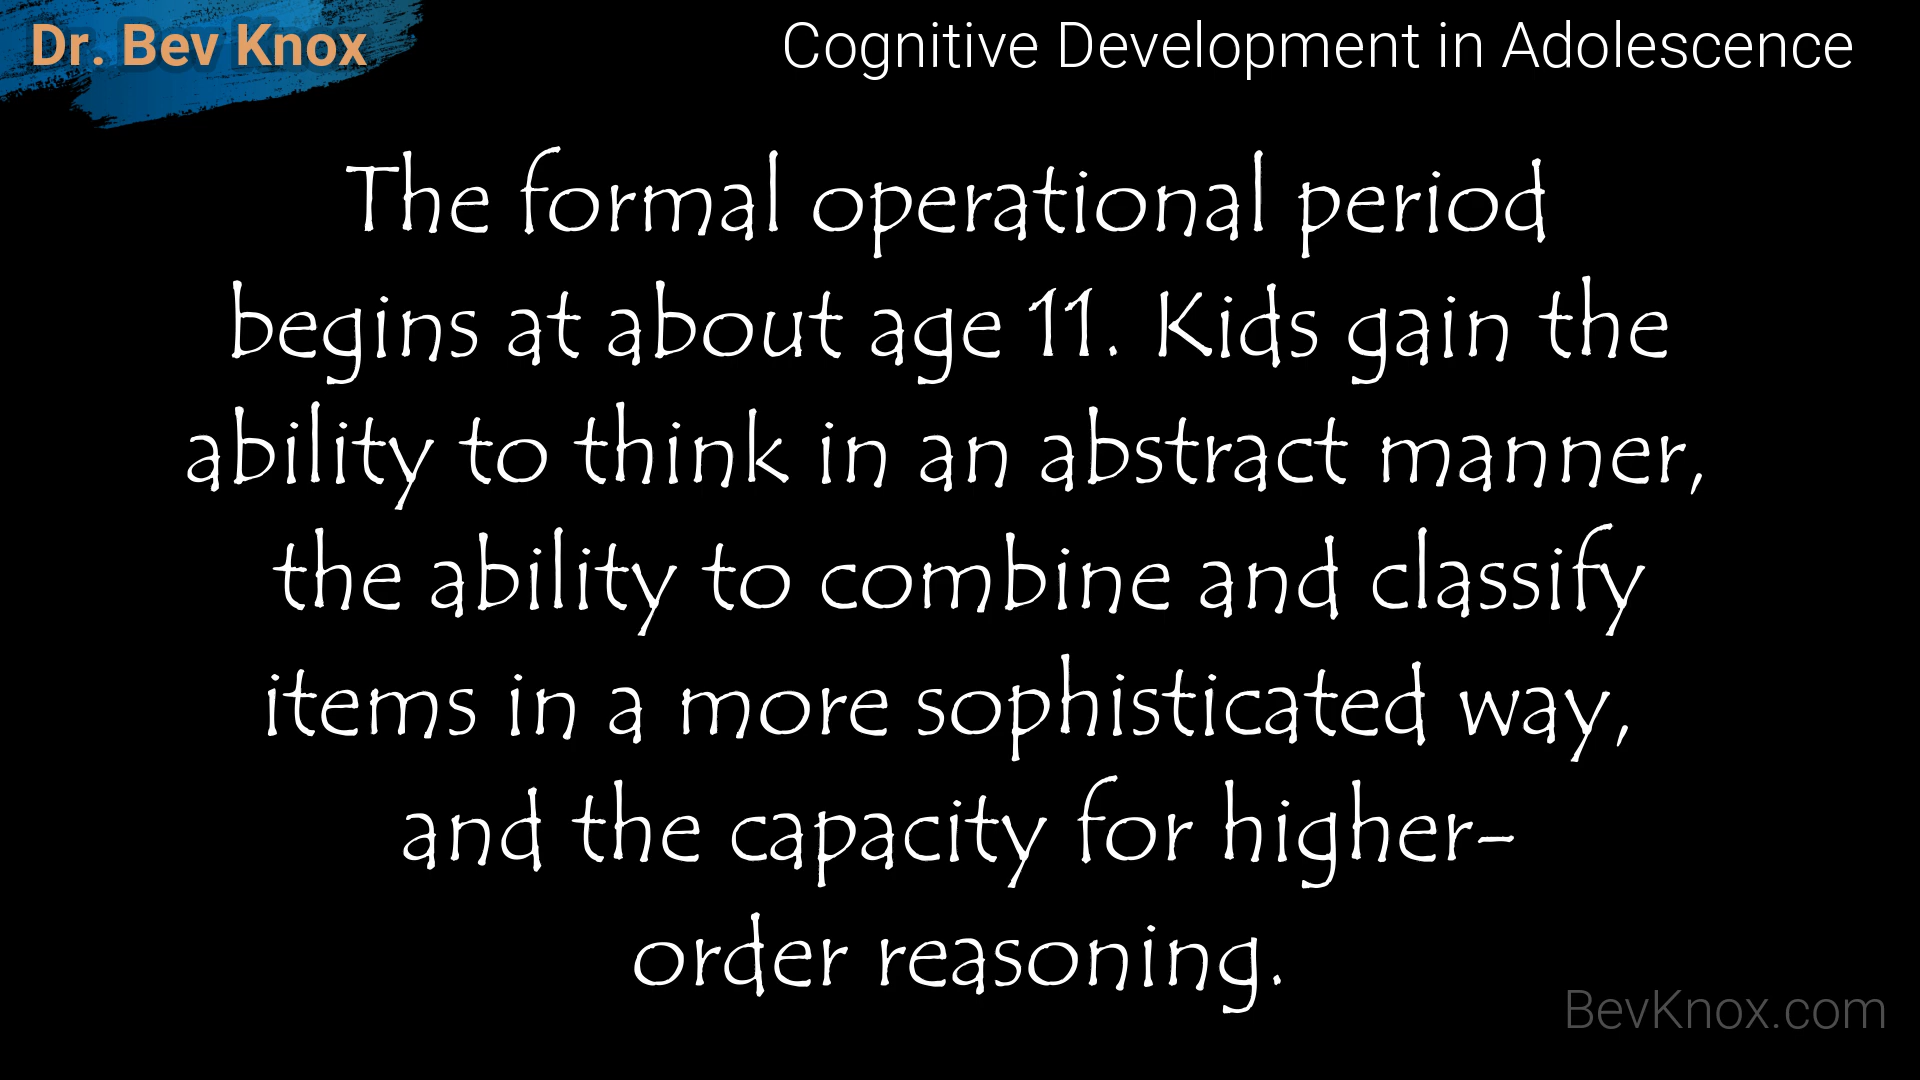 Dr. Bev Knox
Cognitive Development in Adolescence
The formal operational period
begins at about age 11. Kids gain the
ability to think in an abstract manner,
the ability to combine and classify
items in a more sophisticated way,
and the capacity for higher-
order reasoning.
BevKnox.com